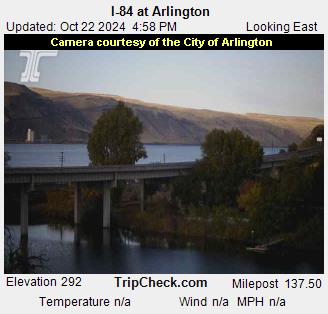 I-84 at Arlington
Updated: Oct 22 2024 4:58 PM Looking East
Camera courtesy of the City of Arlington
Elevation 292 TripCheck.com Milepost 137.50
Temperature n/a Wind n/a MPH n/a